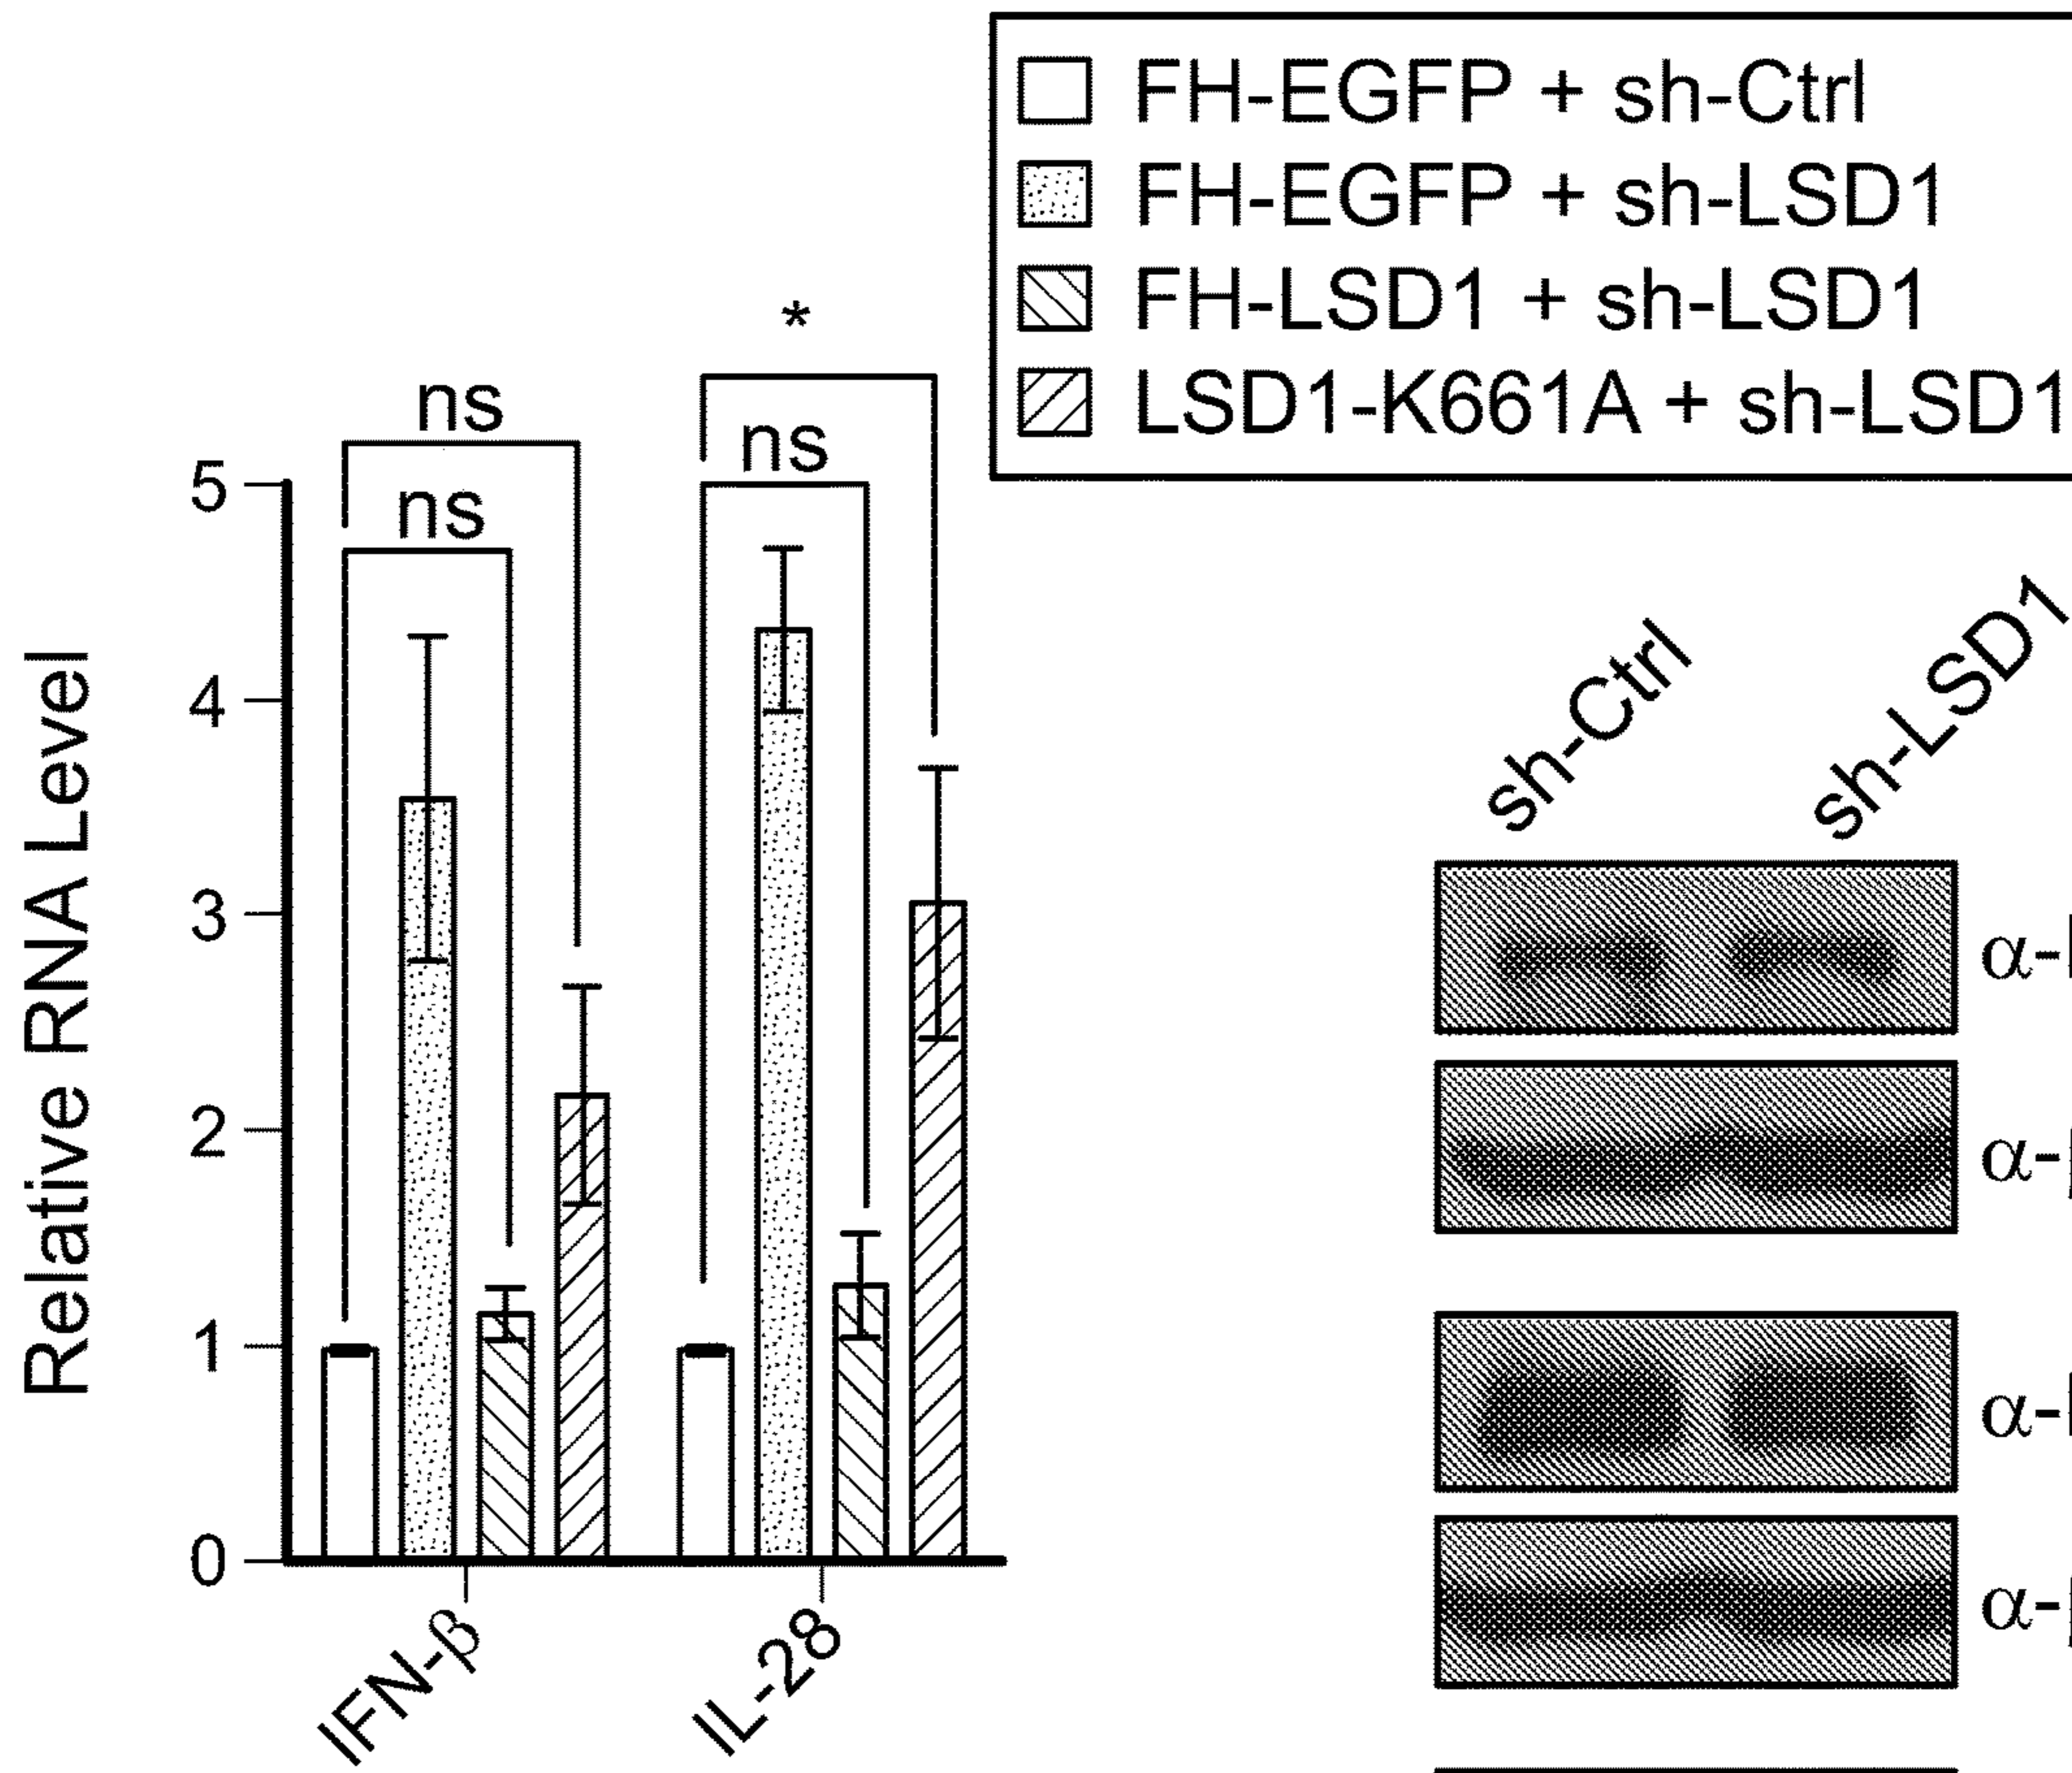 FH-EGFP + sh-Ctrl
FH-EGFP + sh-LSD1
FH-LSD1 + sh-LSD1
LSD1-K661A + sh-LSD1
*
ns
ns
ns
ns
5
4
3
2
1
0
Relative RNA Level
IFN-β
IL-28
sh-Ctrl
sh-LSD1
α-
α-
α-
α-